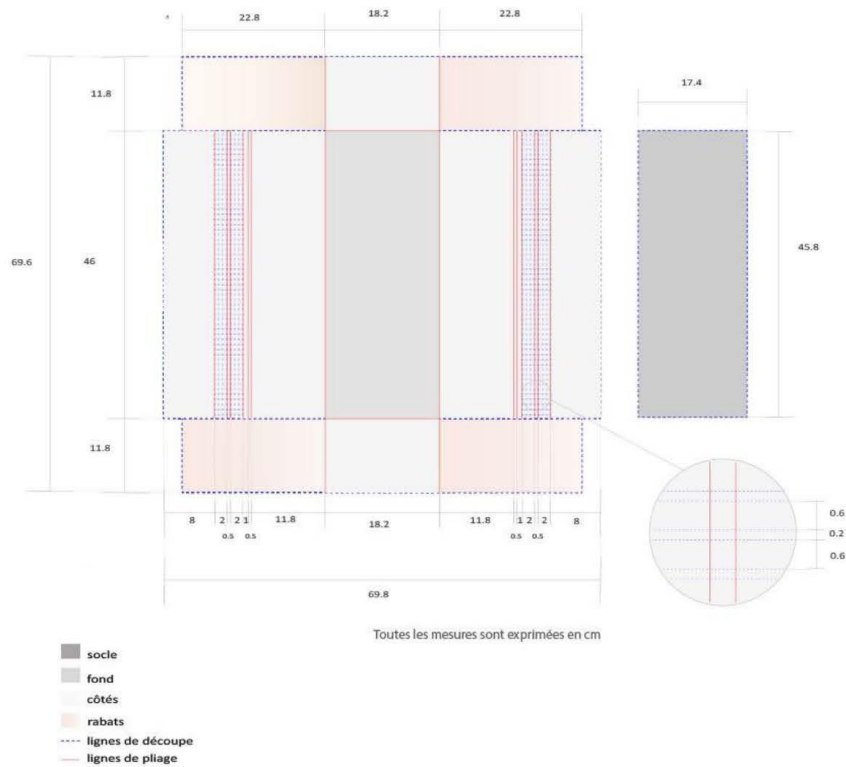 22.8 18.2 22.8
11.8
17.4
69.6 46 45.8
11.8
8 2 2 1 11.8 18.2 11.8 1 2 2 8
0.5 0.5 0.5 0.5
0.6
0.2
0.6
69.8
Toutes les mesures sont exprimées en cm
socle
fond
côtés
rabats
lignes de découpe
lignes de pliage